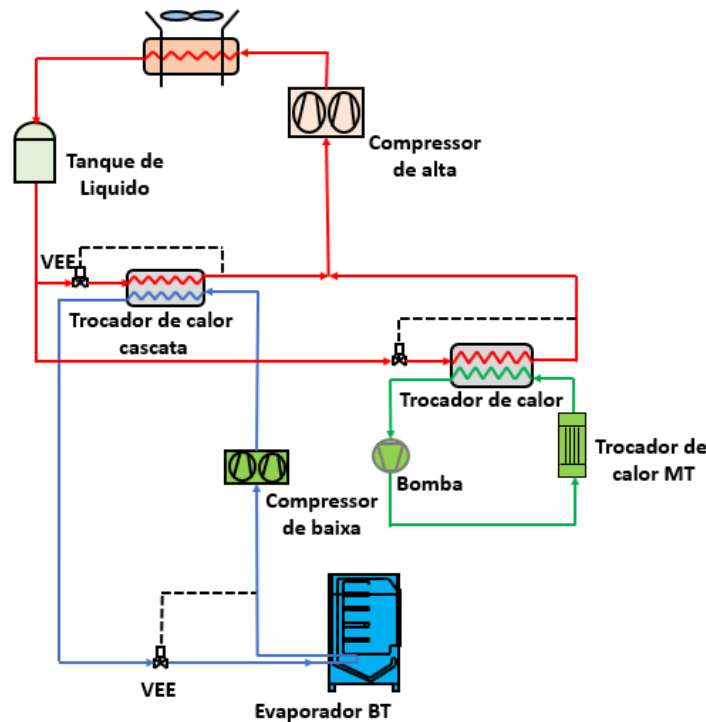 Compressor
de alta
Tanque de
Liquido
VEE
Trocador de calor
cascata
Trocador de calor
Trocador de
calor MT
Bomba
Compressor
de baixa
VEE
Evaporador BT